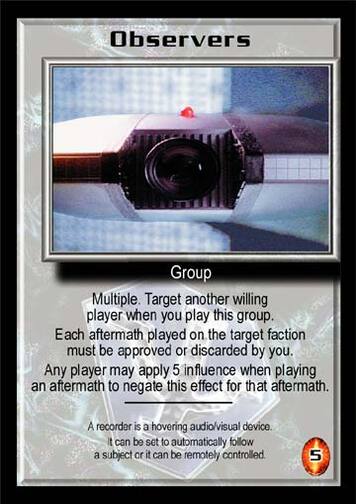 Observers
Group
Multiple. Target another willing
player when you play this group.
Each aftermath played on the target faction
must be approved or discarded by you.
Any player may apply 5 influence when playing
an aftermath to negate this effect for that aftermath.
A recorder is a hovering audio/visual device.
It can be set to automatically follow
a subject or it can be remotely controlled.
5